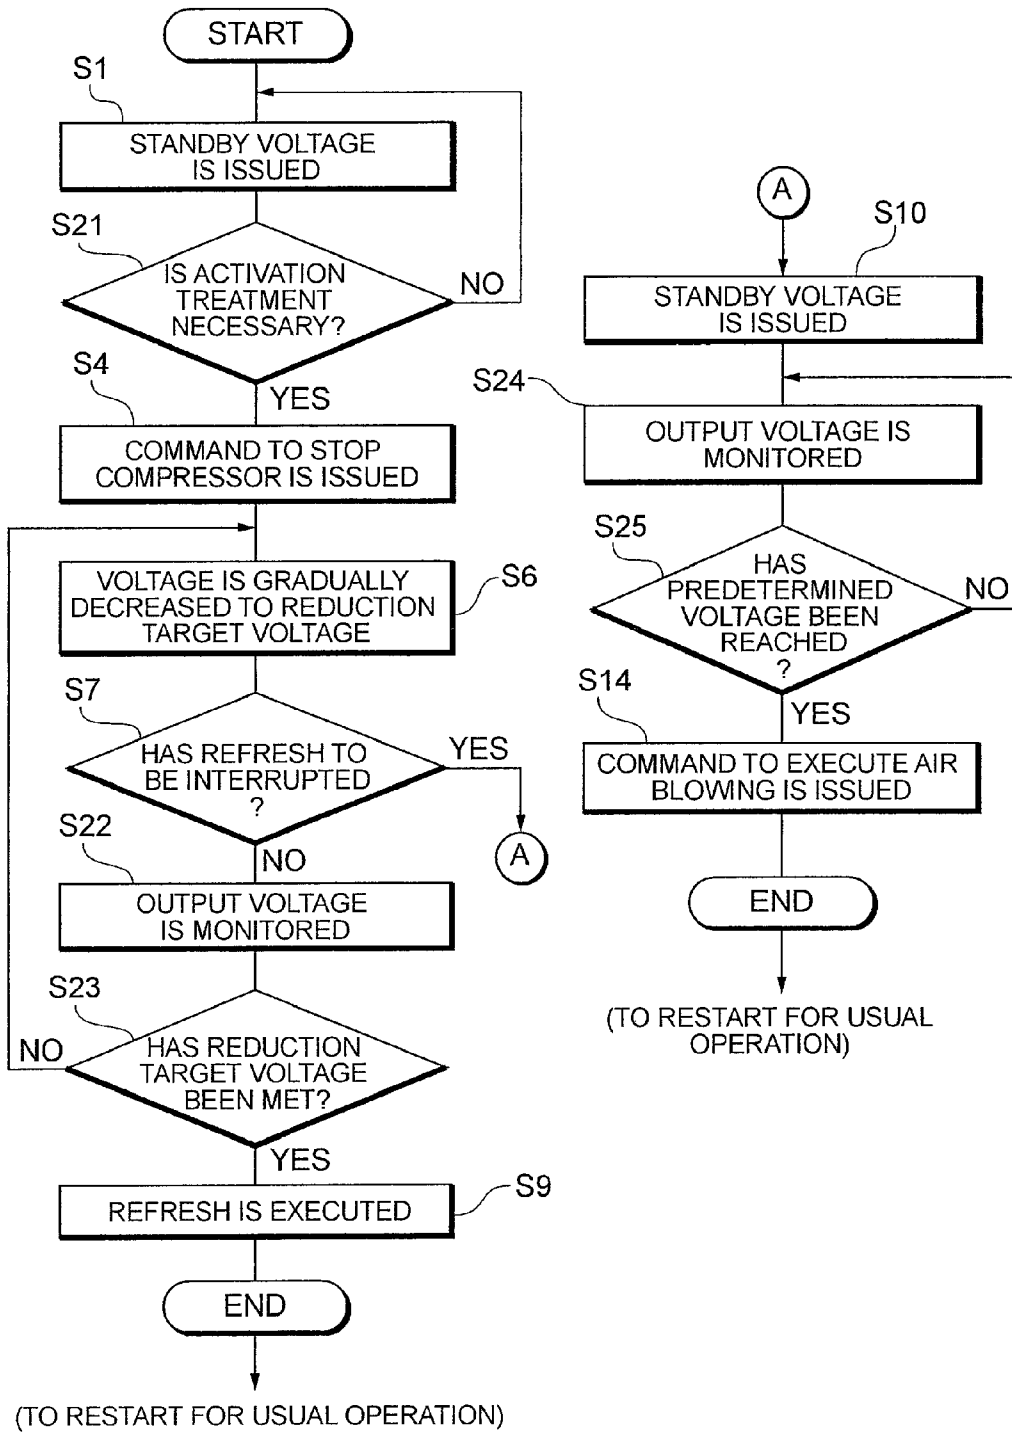 START
S1
STANDBY VOLTAGE
IS ISSUED
S21
IS ACTIVATION
TREATMENT
NECESSARY?
NO
YES
S4
COMMAND TO STOP
COMPRESSOR IS ISSUED
VOLTAGE IS GRADUALLY
DECREASED TO REDUCTION
TARGET VOLTAGE
S6
S7
HAS REFRESH TO
BE INTERRUPTED
?
YES
A
NO
S22
OUTPUT VOLTAGE
IS MONITORED
S23
HAS REDUCTION
TARGET VOLTAGE
BEEN MET?
NO
YES
REFRESH IS EXECUTED
S9
END
(TO RESTART FOR USUAL OPERATION)
A
S10
STANDBY VOLTAGE
IS ISSUED
S24
OUTPUT VOLTAGE IS
MONITORED
S25
HAS
PREDETERMINED
VOLTAGE BEEN
REACHED
?
NO
YES
S14
COMMAND TO EXECUTE AIR
BLOWING IS ISSUED
END
(TO RESTART FOR USUAL
OPERATION)